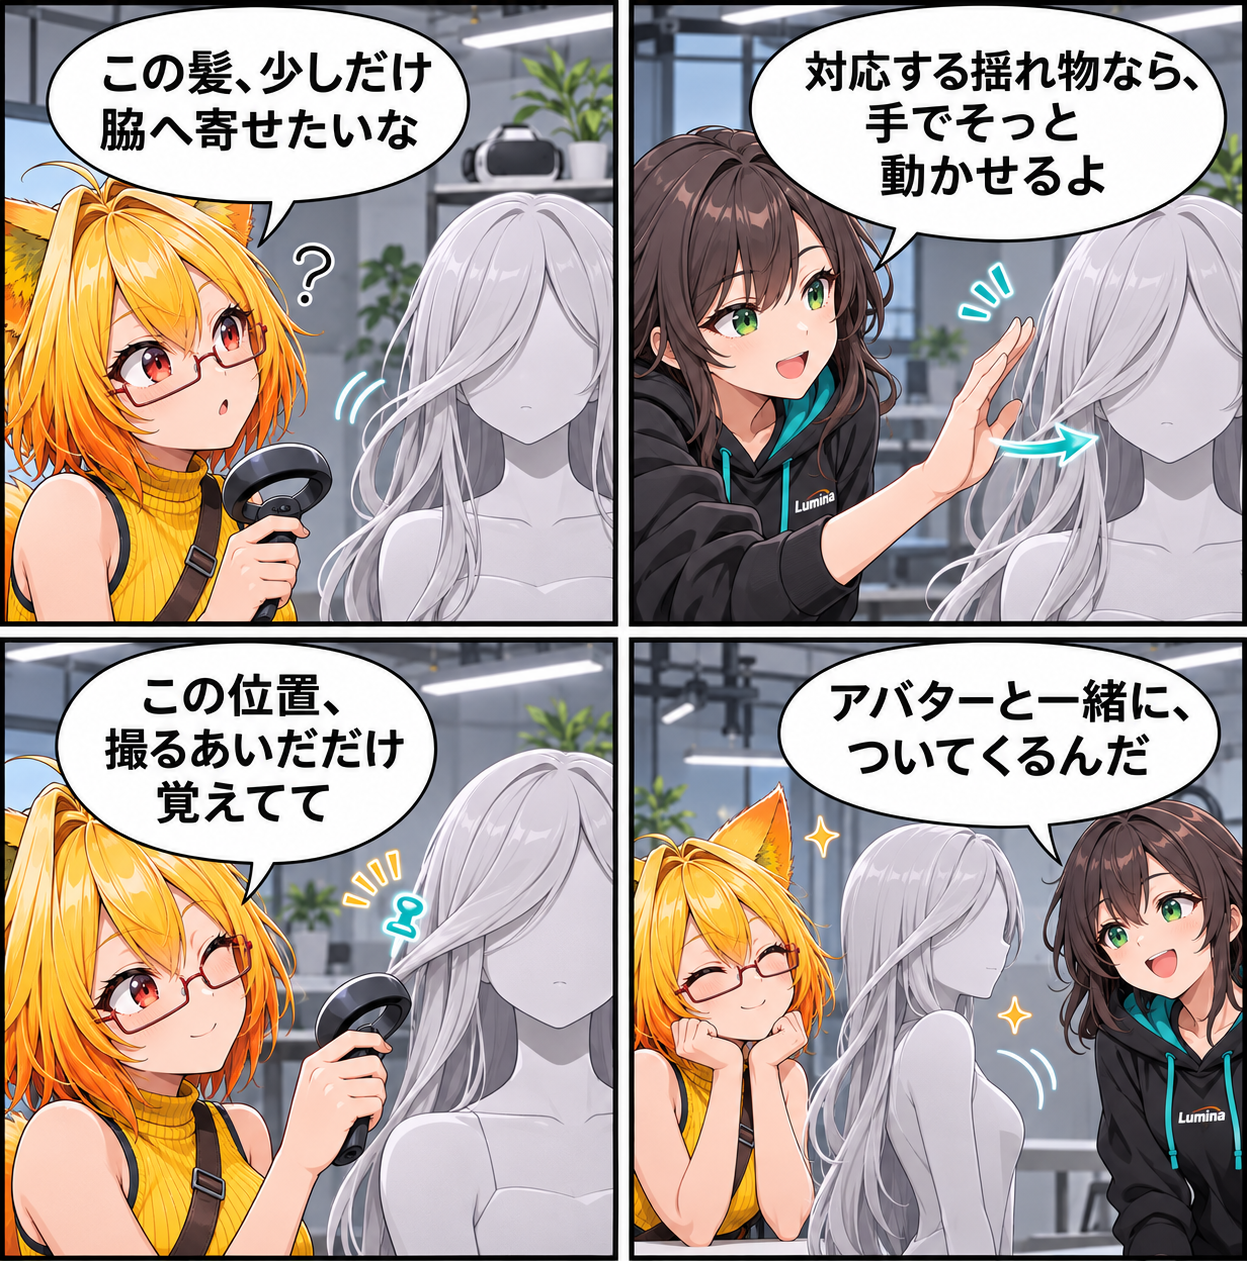 この髪、少しだけ
脇へ寄せたいな
?
対応する揺れ物なら、
手でそっと
動かせるよ
Lumina
この位置、
撮るあいだだけ
覚えてて
アバターと一緒に、
ついてくるんだ
Lumina